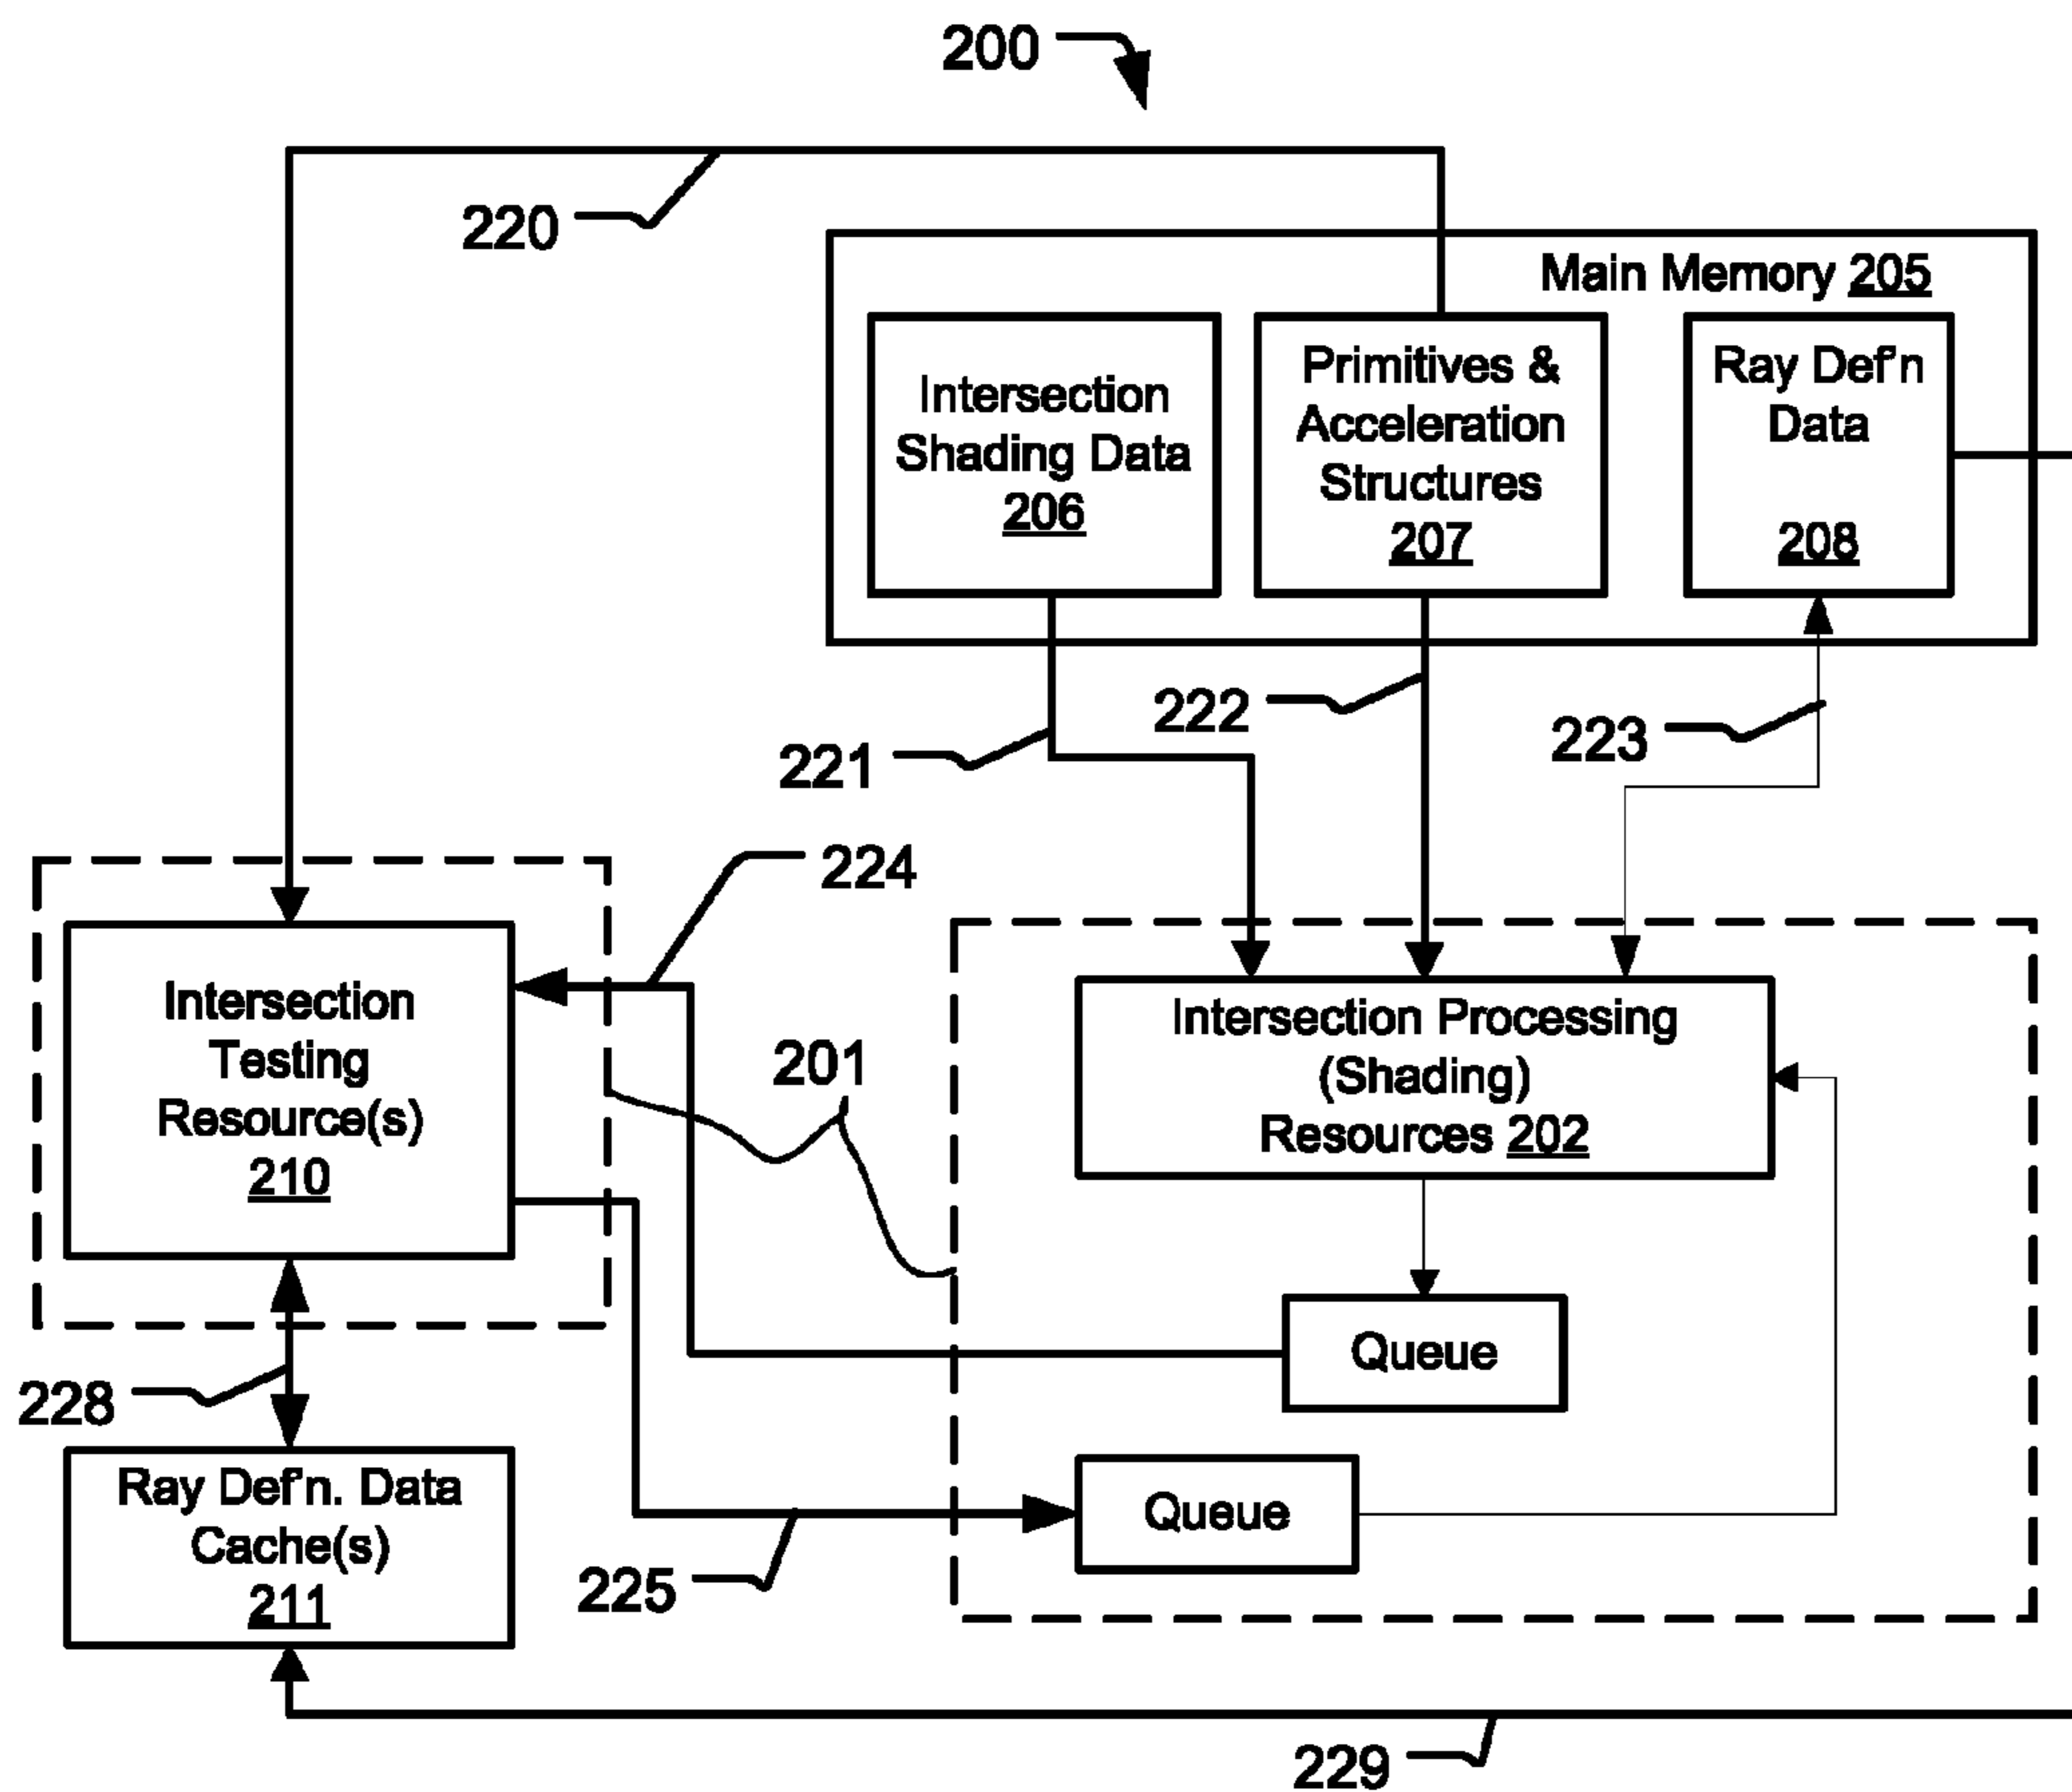 200
220
Main Memory 205
Intersection
Shading Data
206
Primitives &
Acceleration
Structures
207
Ray Def'n
Data
208
221
222
223
224
Intersection
Testing
Resource(s)
210
201
Intersection Processing
(Shading)
Resources 202
Queue
Queue
228
Ray Def'n. Data
Cache(s)
211
225
229